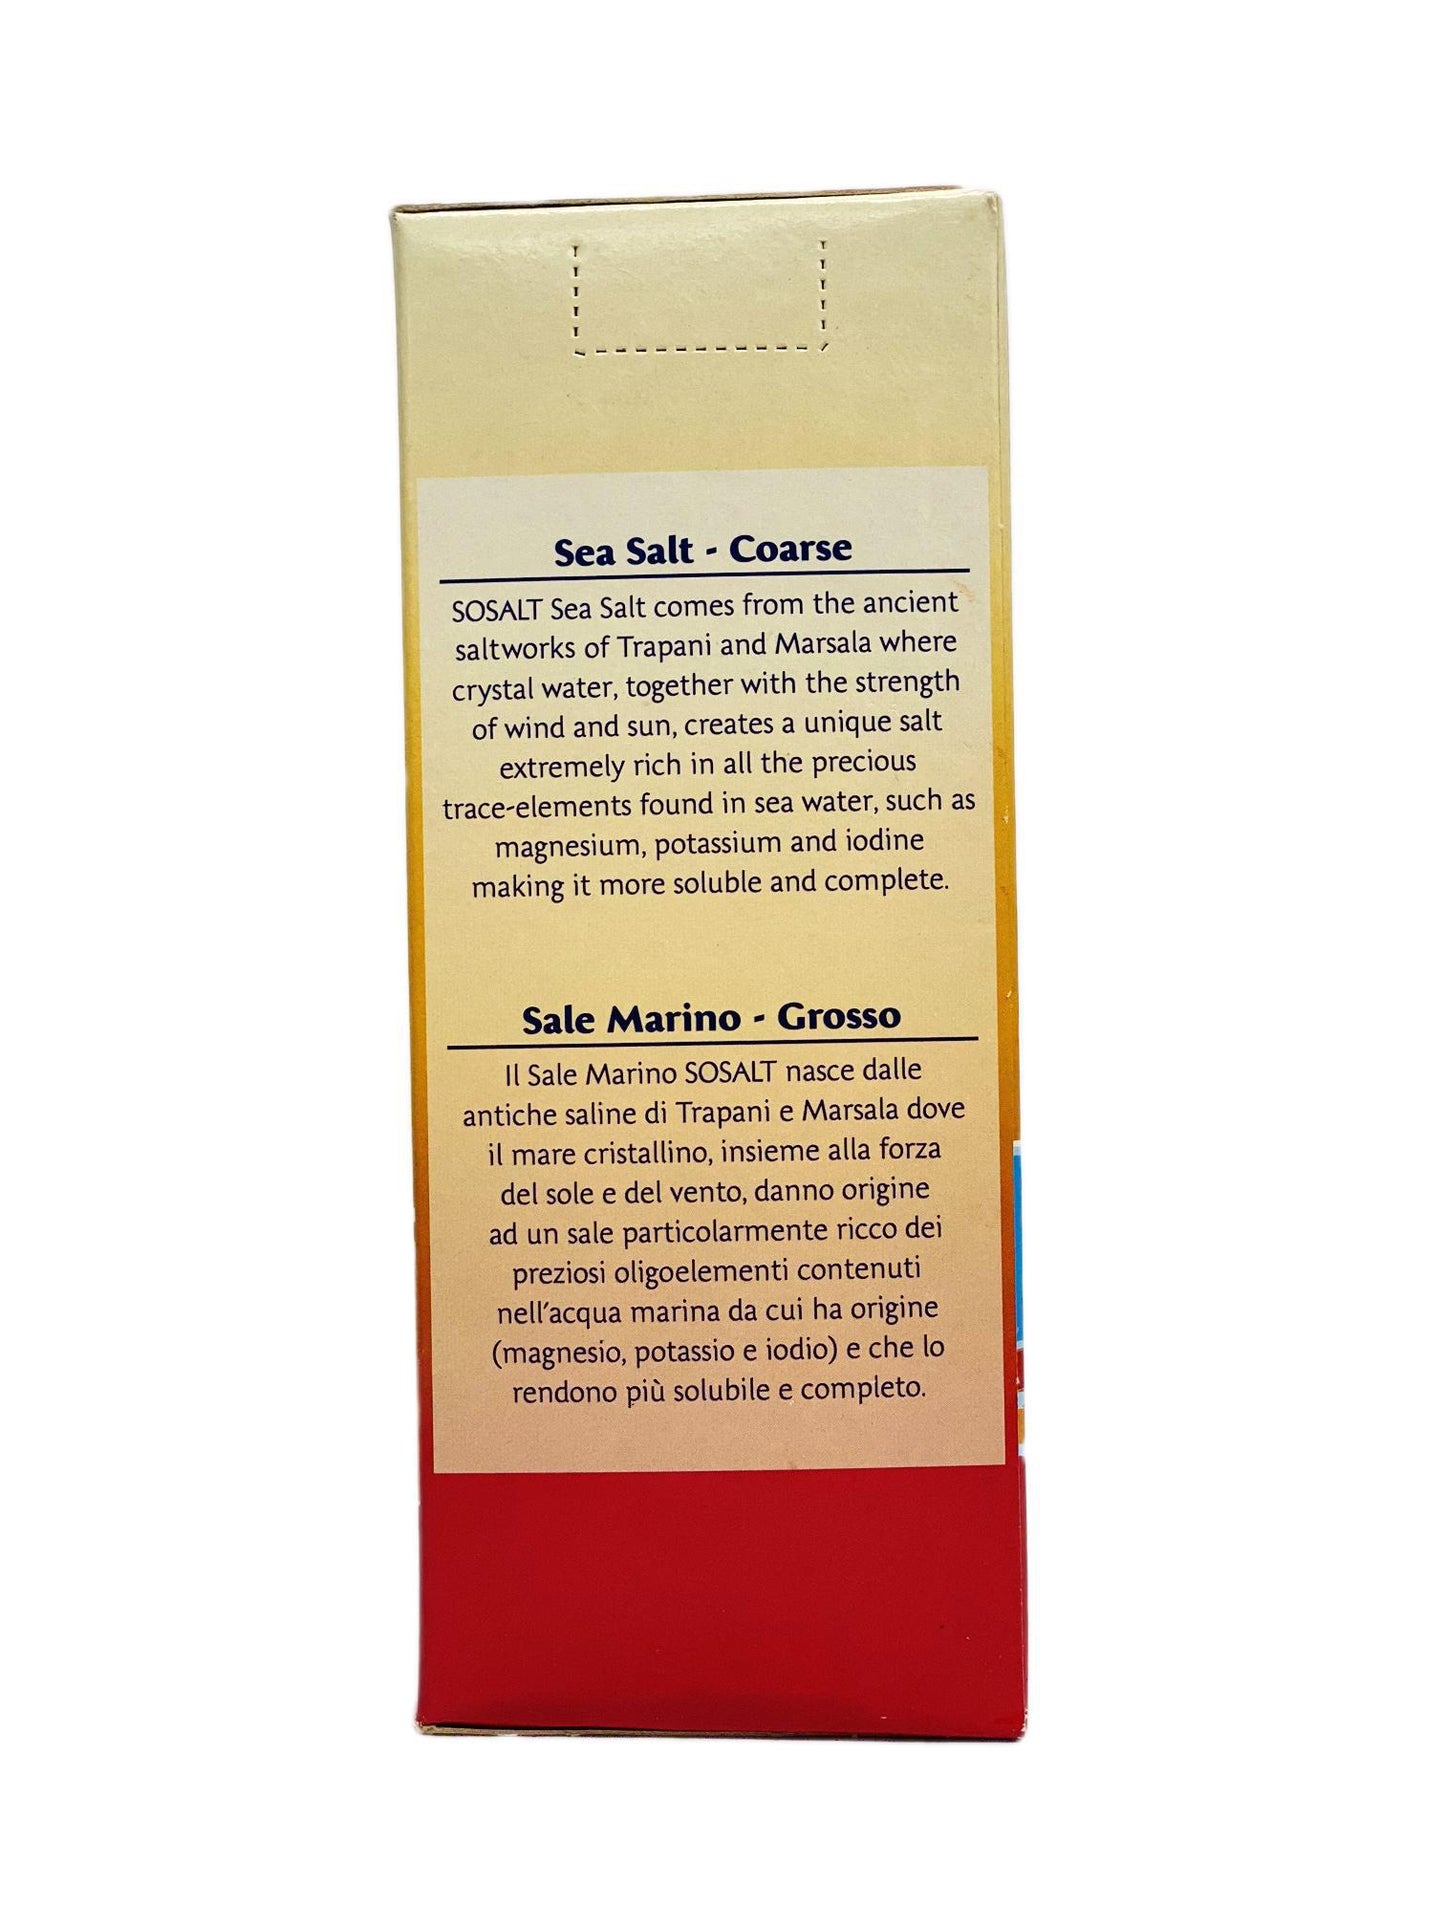 Sea Salt - Coarse
SOSALT Sea Salt comes from the ancient
saltworks of Trapani and Marsala where
crystal water, together with the strength
of wind and sun, creates a unique salt
extremely rich in all the precious
trace-elements found in sea water, such as
magnesium, potassium and iodine
making it more soluble and complete.
Sale Marino - Grosso
Il Sale Marino SOSALT nasce dalle
antiche saline di Trapani e Marsala dove
il mare cristallino, insieme alla forza
del sole e del vento, danno origine
ad un sale particolarmente ricco dei
preziosi oligoelementi contenuti
nell'acqua marina da cui ha origine
(magnesio, potassio e iodio) e che lo
rendono più solubile e completo.